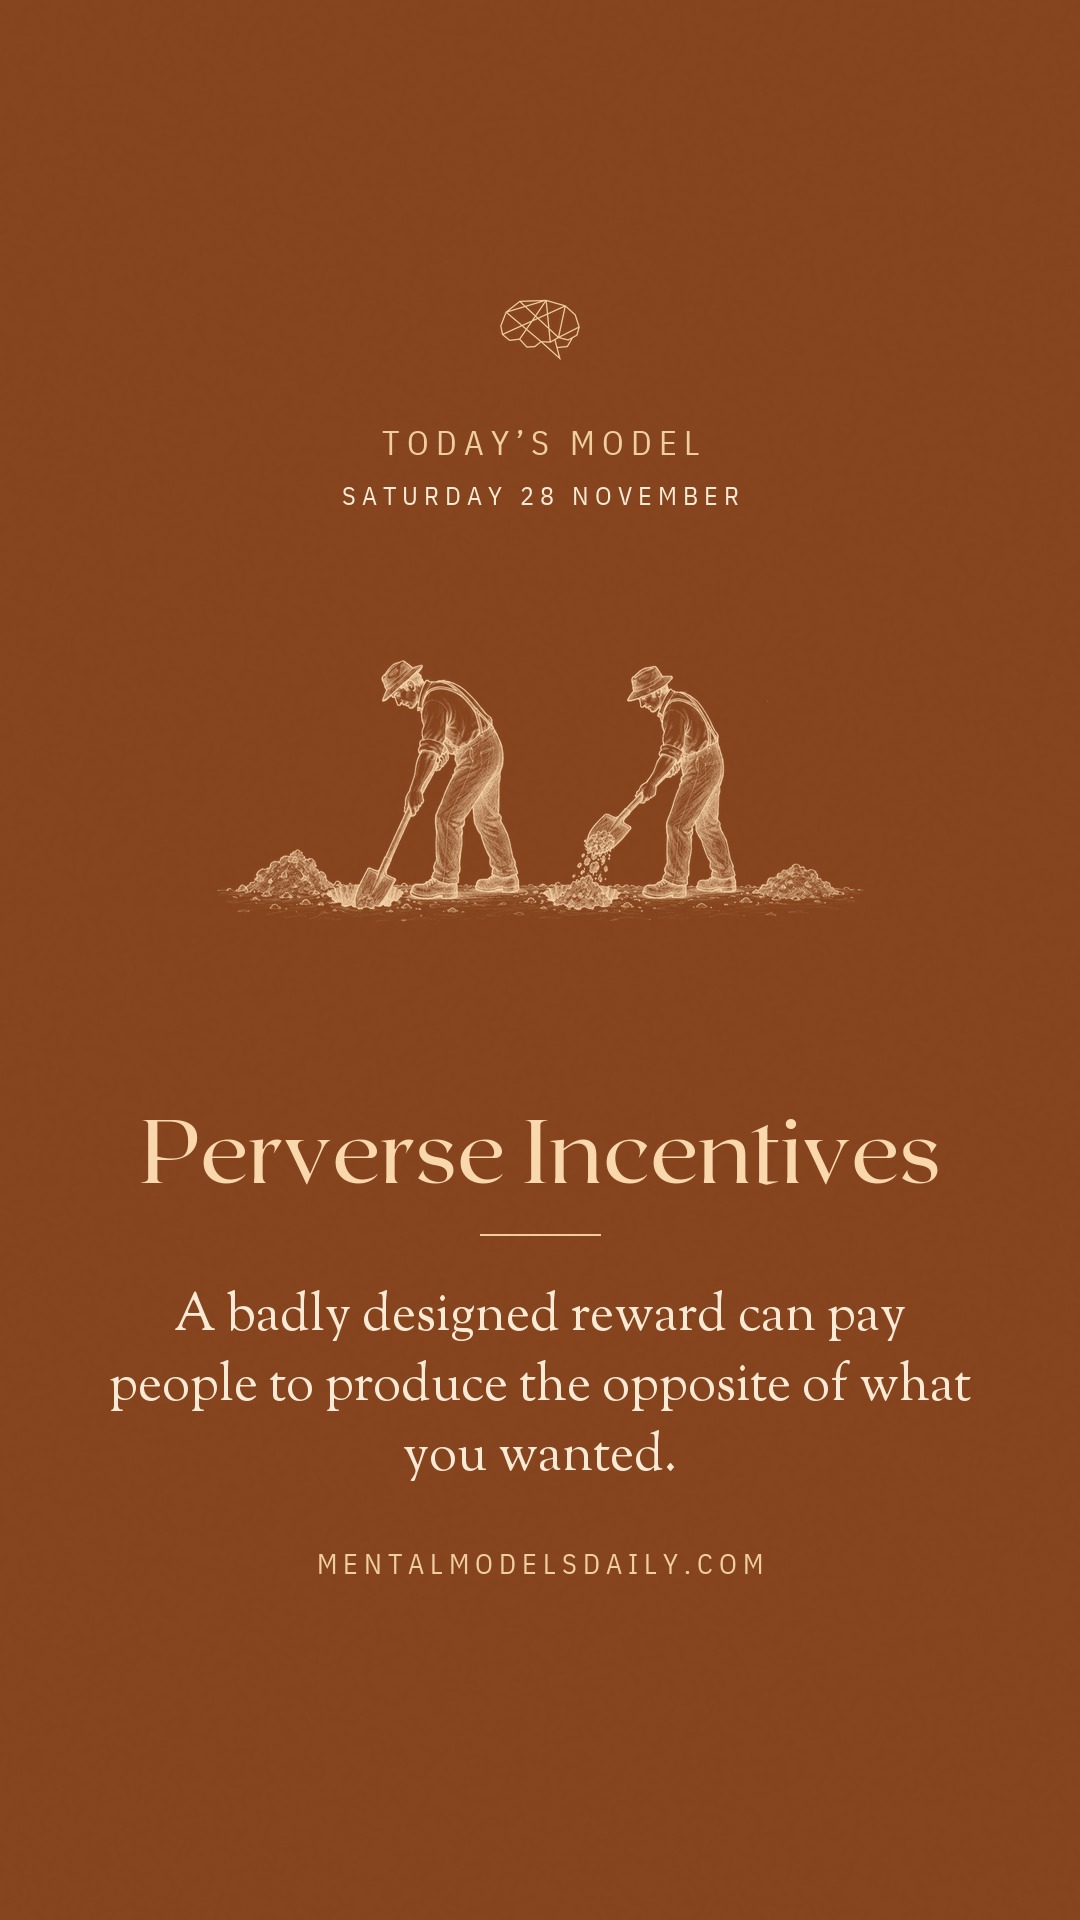 TODAY’S MODEL
SATURDAY 28 NOVEMBER
Perverse Incentives
A badly designed reward can pay
people to produce the opposite of what
you wanted.
MENTALMODELSDAILY.COM